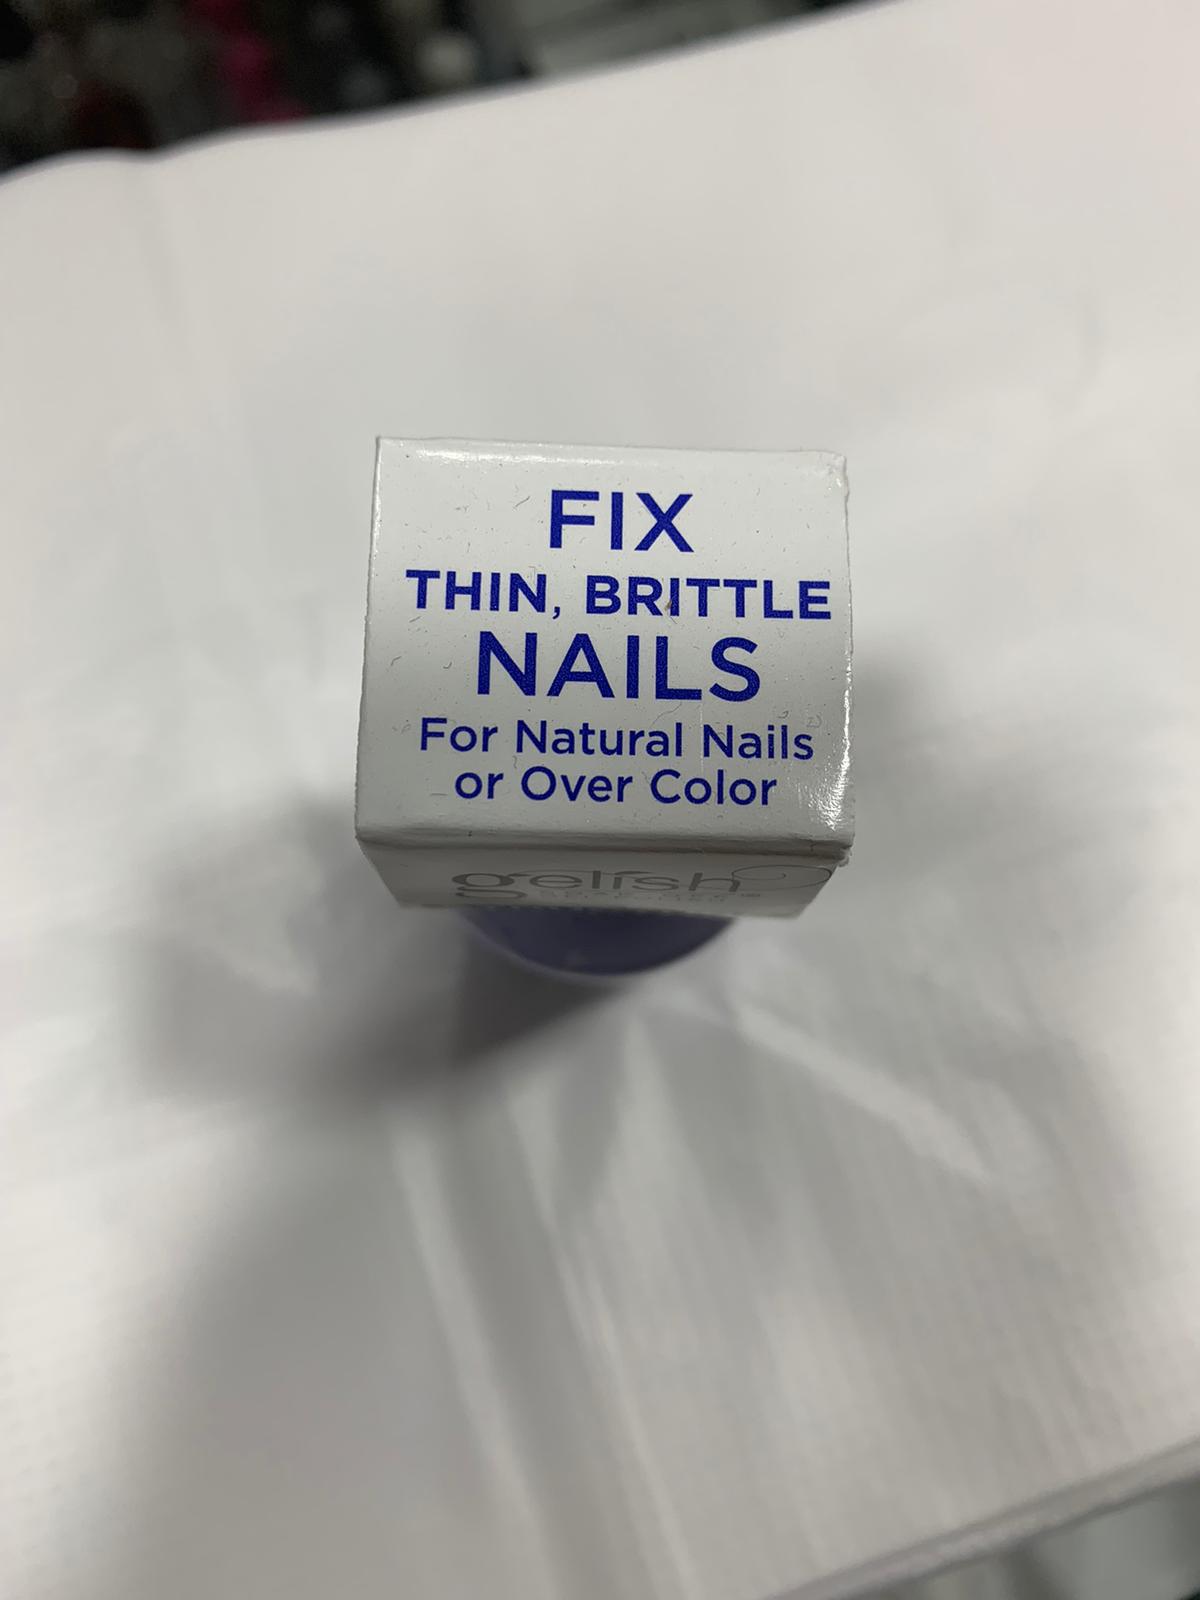 FIX
THIN, BRITTLE
NAILS
For Natural Nails
or Over Color
gelish